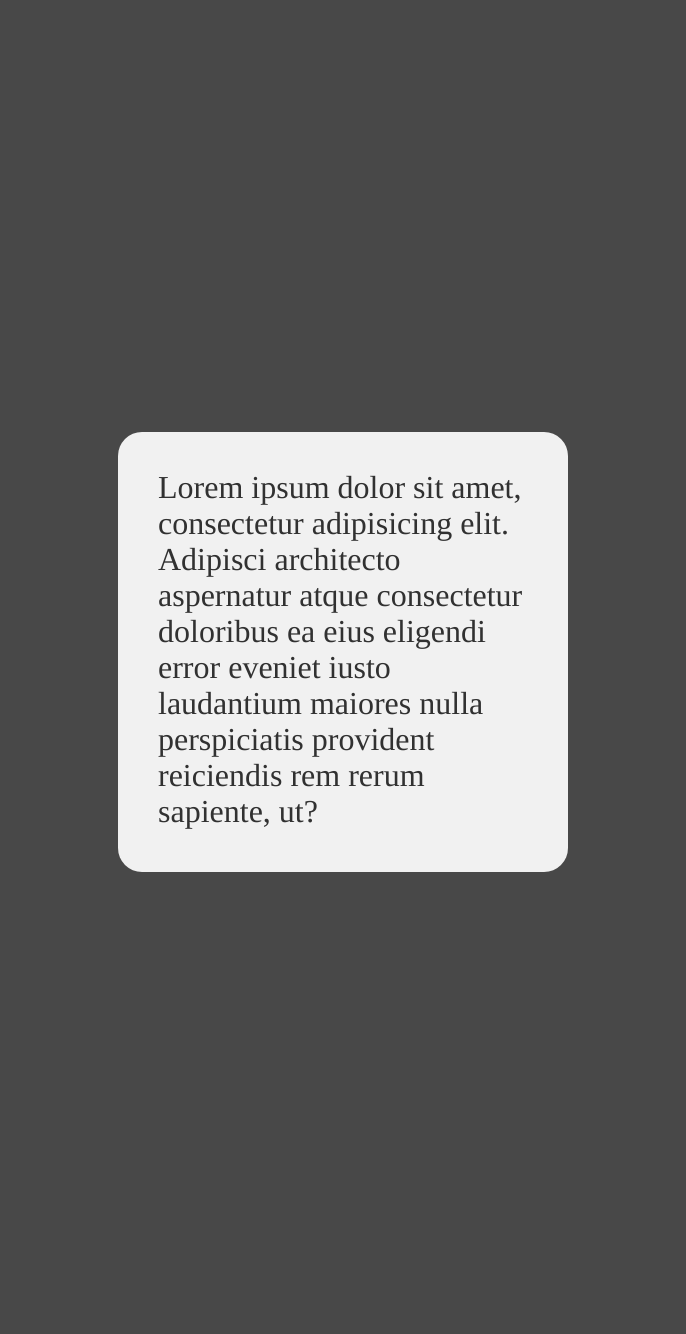 Lorem ipsum dolor sit amet,
consectetur adipisicing elit.
Adipisci architecto
aspernatur atque consectetur
doloribus ea eius eligendi
error eveniet iusto
laudantium maiores nulla
perspiciatis provident
reiciendis rem rerum
sapiente, ut?